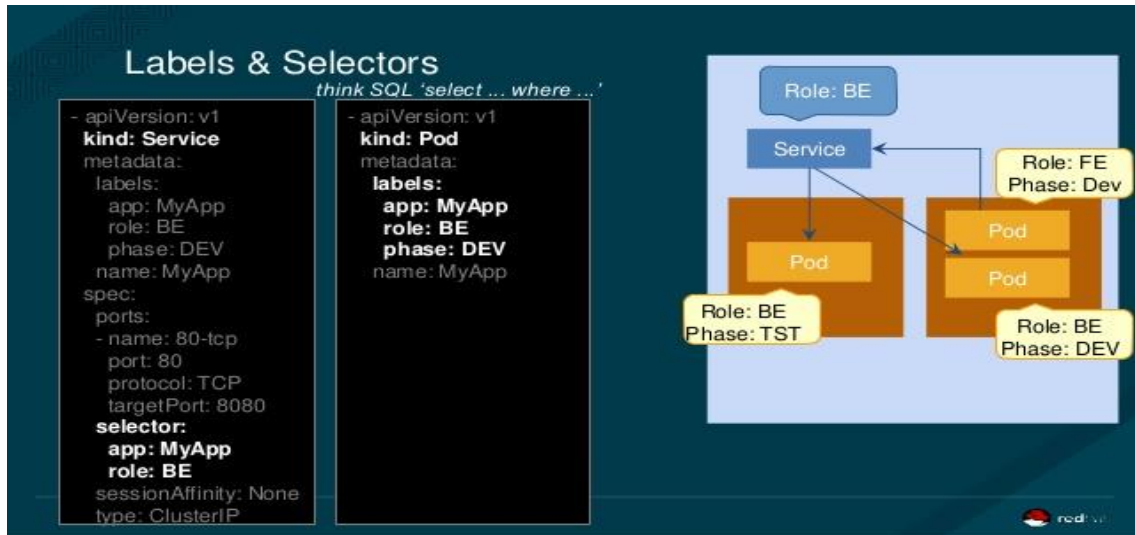 Labels & Selectors
think SQL ‘select ... where ...’
- apiVersion: v1
kind: Service
metadata:
labels:
app: MyApp
role: BE
phase: DEV
name: MyApp
spec:
ports:
- name: 80-tcp
port: 80
protocol: TCP
targetPort: 8080
selector:
app: MyApp
role: BE
sessionAffinity: None
type: ClusterIP
- apiVersion: v1
kind: Pod
metadata:
labels:
app: MyApp
role: BE
phase: DEV
name: MyApp
Role: BE
Service
Role: FE
Phase: Dev
Pod
Pod
Pod
Role: BE
Phase: TST
Role: BE
Phase: DEV